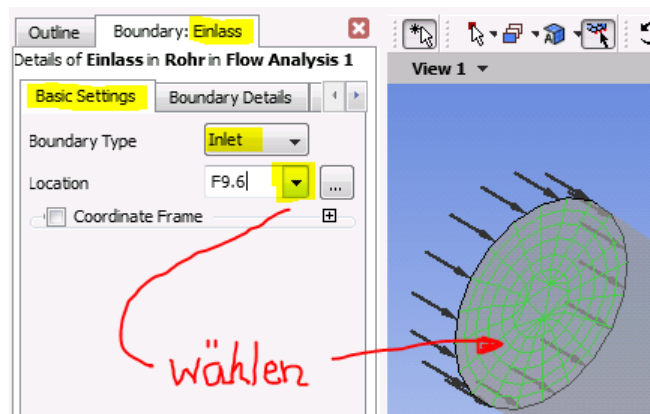 Outline Boundary: Einlass
Details of Einlass in Rohr in Flow Analysis 1
Basic Settings Boundary Details
Boundary Type Inlet
Location F9.6 ...
Coordinate Frame
wählen
View 1